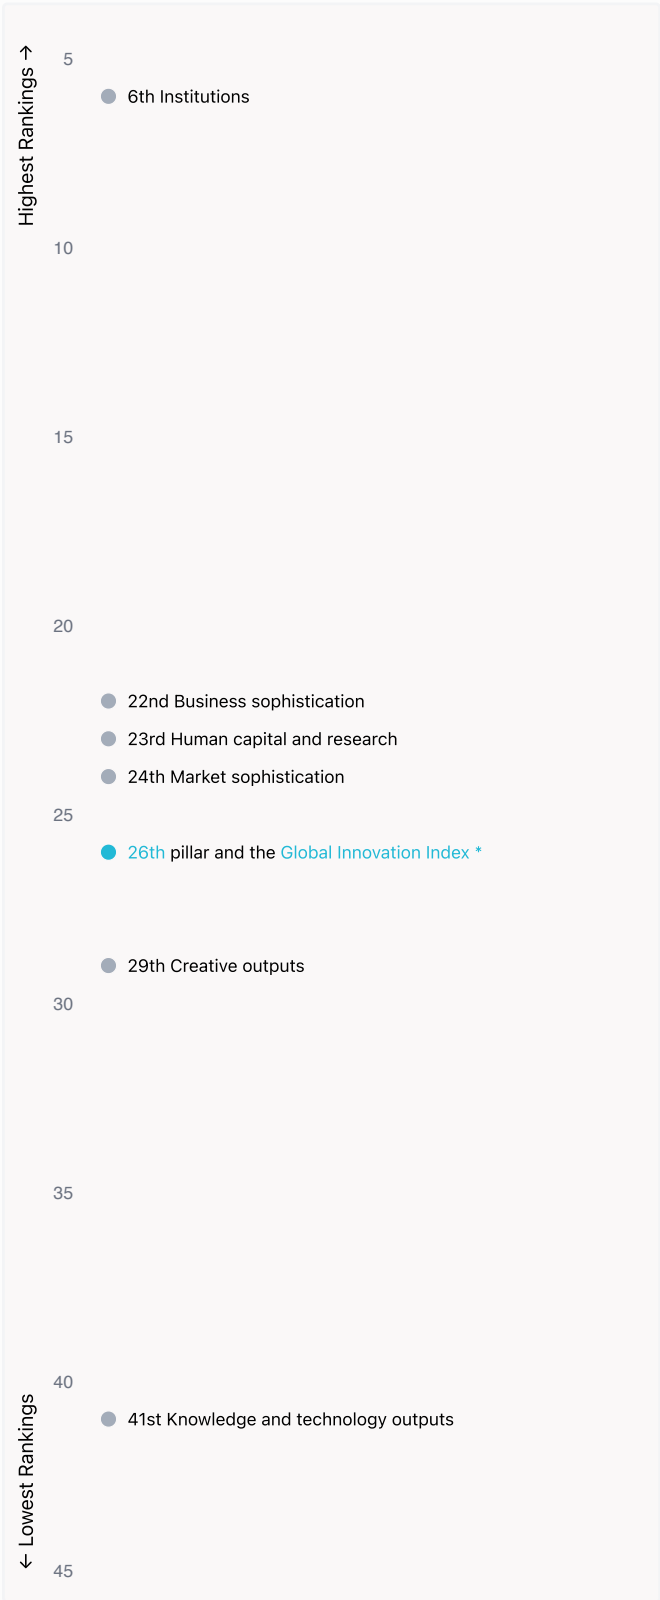 Highest Rankings →
5
6th Institutions
10
15
20
22nd Business sophistication
23rd Human capital and research
24th Market sophistication
25
26th pillar and the Global Innovation Index *
29th Creative outputs
30
35
40
41st Knowledge and technology outputs
← Lowest Rankings
45